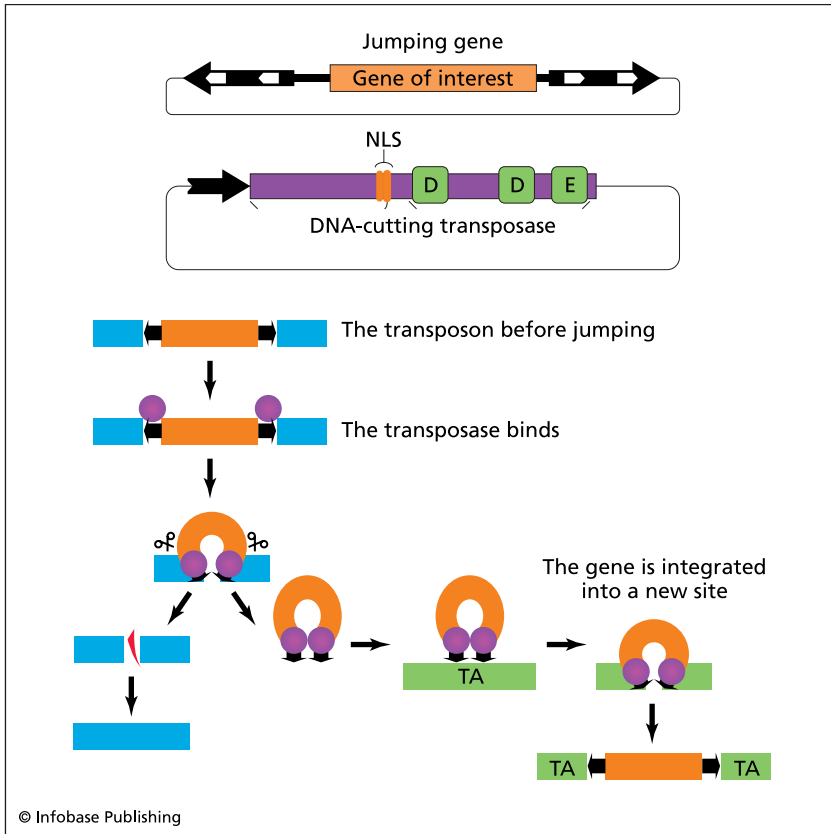 Jumping gene
Gene of interest
NLS
D D E
DNA-cutting transposase
The transposon before jumping
The transposase binds
The gene is integrated
into a new site
TA
TA TA
© Infobase Publishing